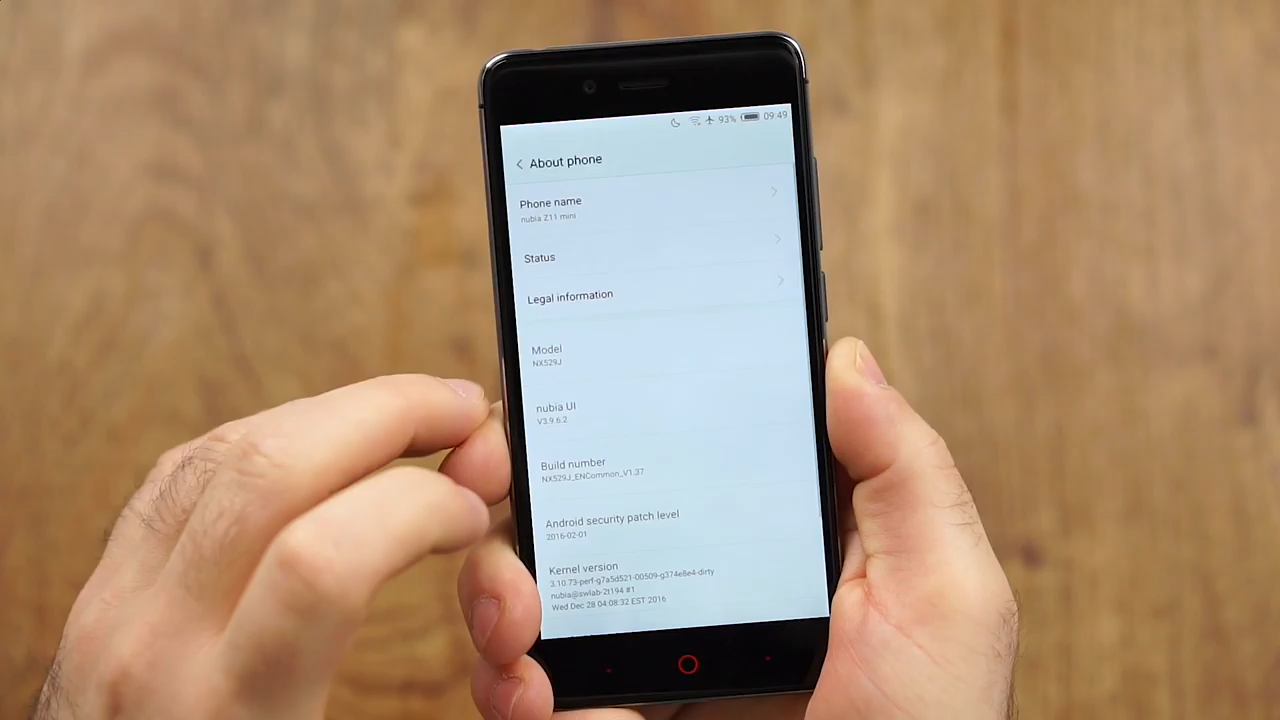 93% 09:49
About phone
Phone name
nubia Z11 mini
Status
Legal information
Model
NX529J
nubia UI
V3.9.6.2
Build number
NX529J_ENCommon_V1.37
Android security patch level
2016-02-01
Kernel version
3.10.73-perf-g7a5d521-00509-g374e8e4-dirty
nubia@swlab-2t194 #1
Wed Dec 28 04:08:32 EST 2016